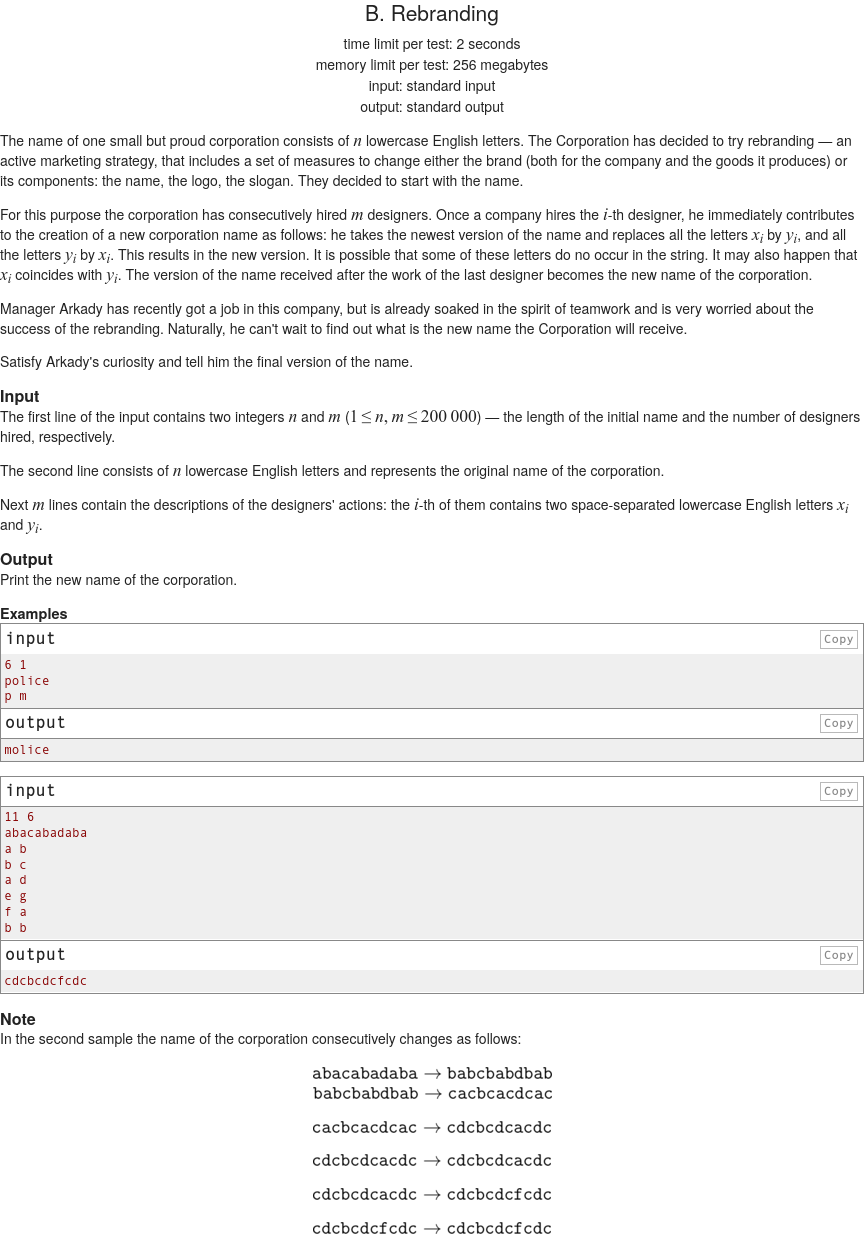 B. Rebranding
time limit per test: 2 seconds
memory limit per test: 256 megabytes
input: standard input
output: standard output
The name of one small but proud corporation consists of n lowercase English letters. The Corporation has decided to try rebranding — an
active marketing strategy, that includes a set of measures to change either the brand (both for the company and the goods it produces) or
its components: the name, the logo, the slogan. They decided to start with the name.
For this purpose the corporation has consecutively hired m designers. Once a company hires the i-th designer, he immediately contributes
to the creation of a new corporation name as follows: he takes the newest version of the name and replaces all the letters x_i by y_i, and all
the letters y_i by x_i. This results in the new version. It is possible that some of these letters do no occur in the string. It may also happen that
x_i coincides with y_i. The version of the name received after the work of the last designer becomes the new name of the corporation.
Manager Arkady has recently got a job in this company, but is already soaked in the spirit of teamwork and is very worried about the
success of the rebranding. Naturally, he can't wait to find out what is the new name the Corporation will receive.
Satisfy Arkady's curiosity and tell him the final version of the name.
Input
The first line of the input contains two integers n and m (1 ≤ n, m ≤ 200 000) — the length of the initial name and the number of designers
hired, respectively.
The second line consists of n lowercase English letters and represents the original name of the corporation.
Next m lines contain the descriptions of the designers' actions: the i-th of them contains two space-separated lowercase English letters x_i
and y_i.
Output
Print the new name of the corporation.
Examples
input Copy
6 1
police
p m
output Copy
molice
input Copy
11 6
abacabadaba
a b
b c
a d
e g
f a
b b
output Copy
cdcbcdcfcdc
Note
In the second sample the name of the corporation consecutively changes as follows:
abacabadaba → babcbabdbab
babcbabdbab → cacbcacdcac
cacbcacdcac → cdcbcdcacdc
cdcbcdcacdc → cdcbcdcacdc
cdcbcdcacdc → cdcbcdcfcdc
cdcbcdcfcdc → cdcbcdcfcdc